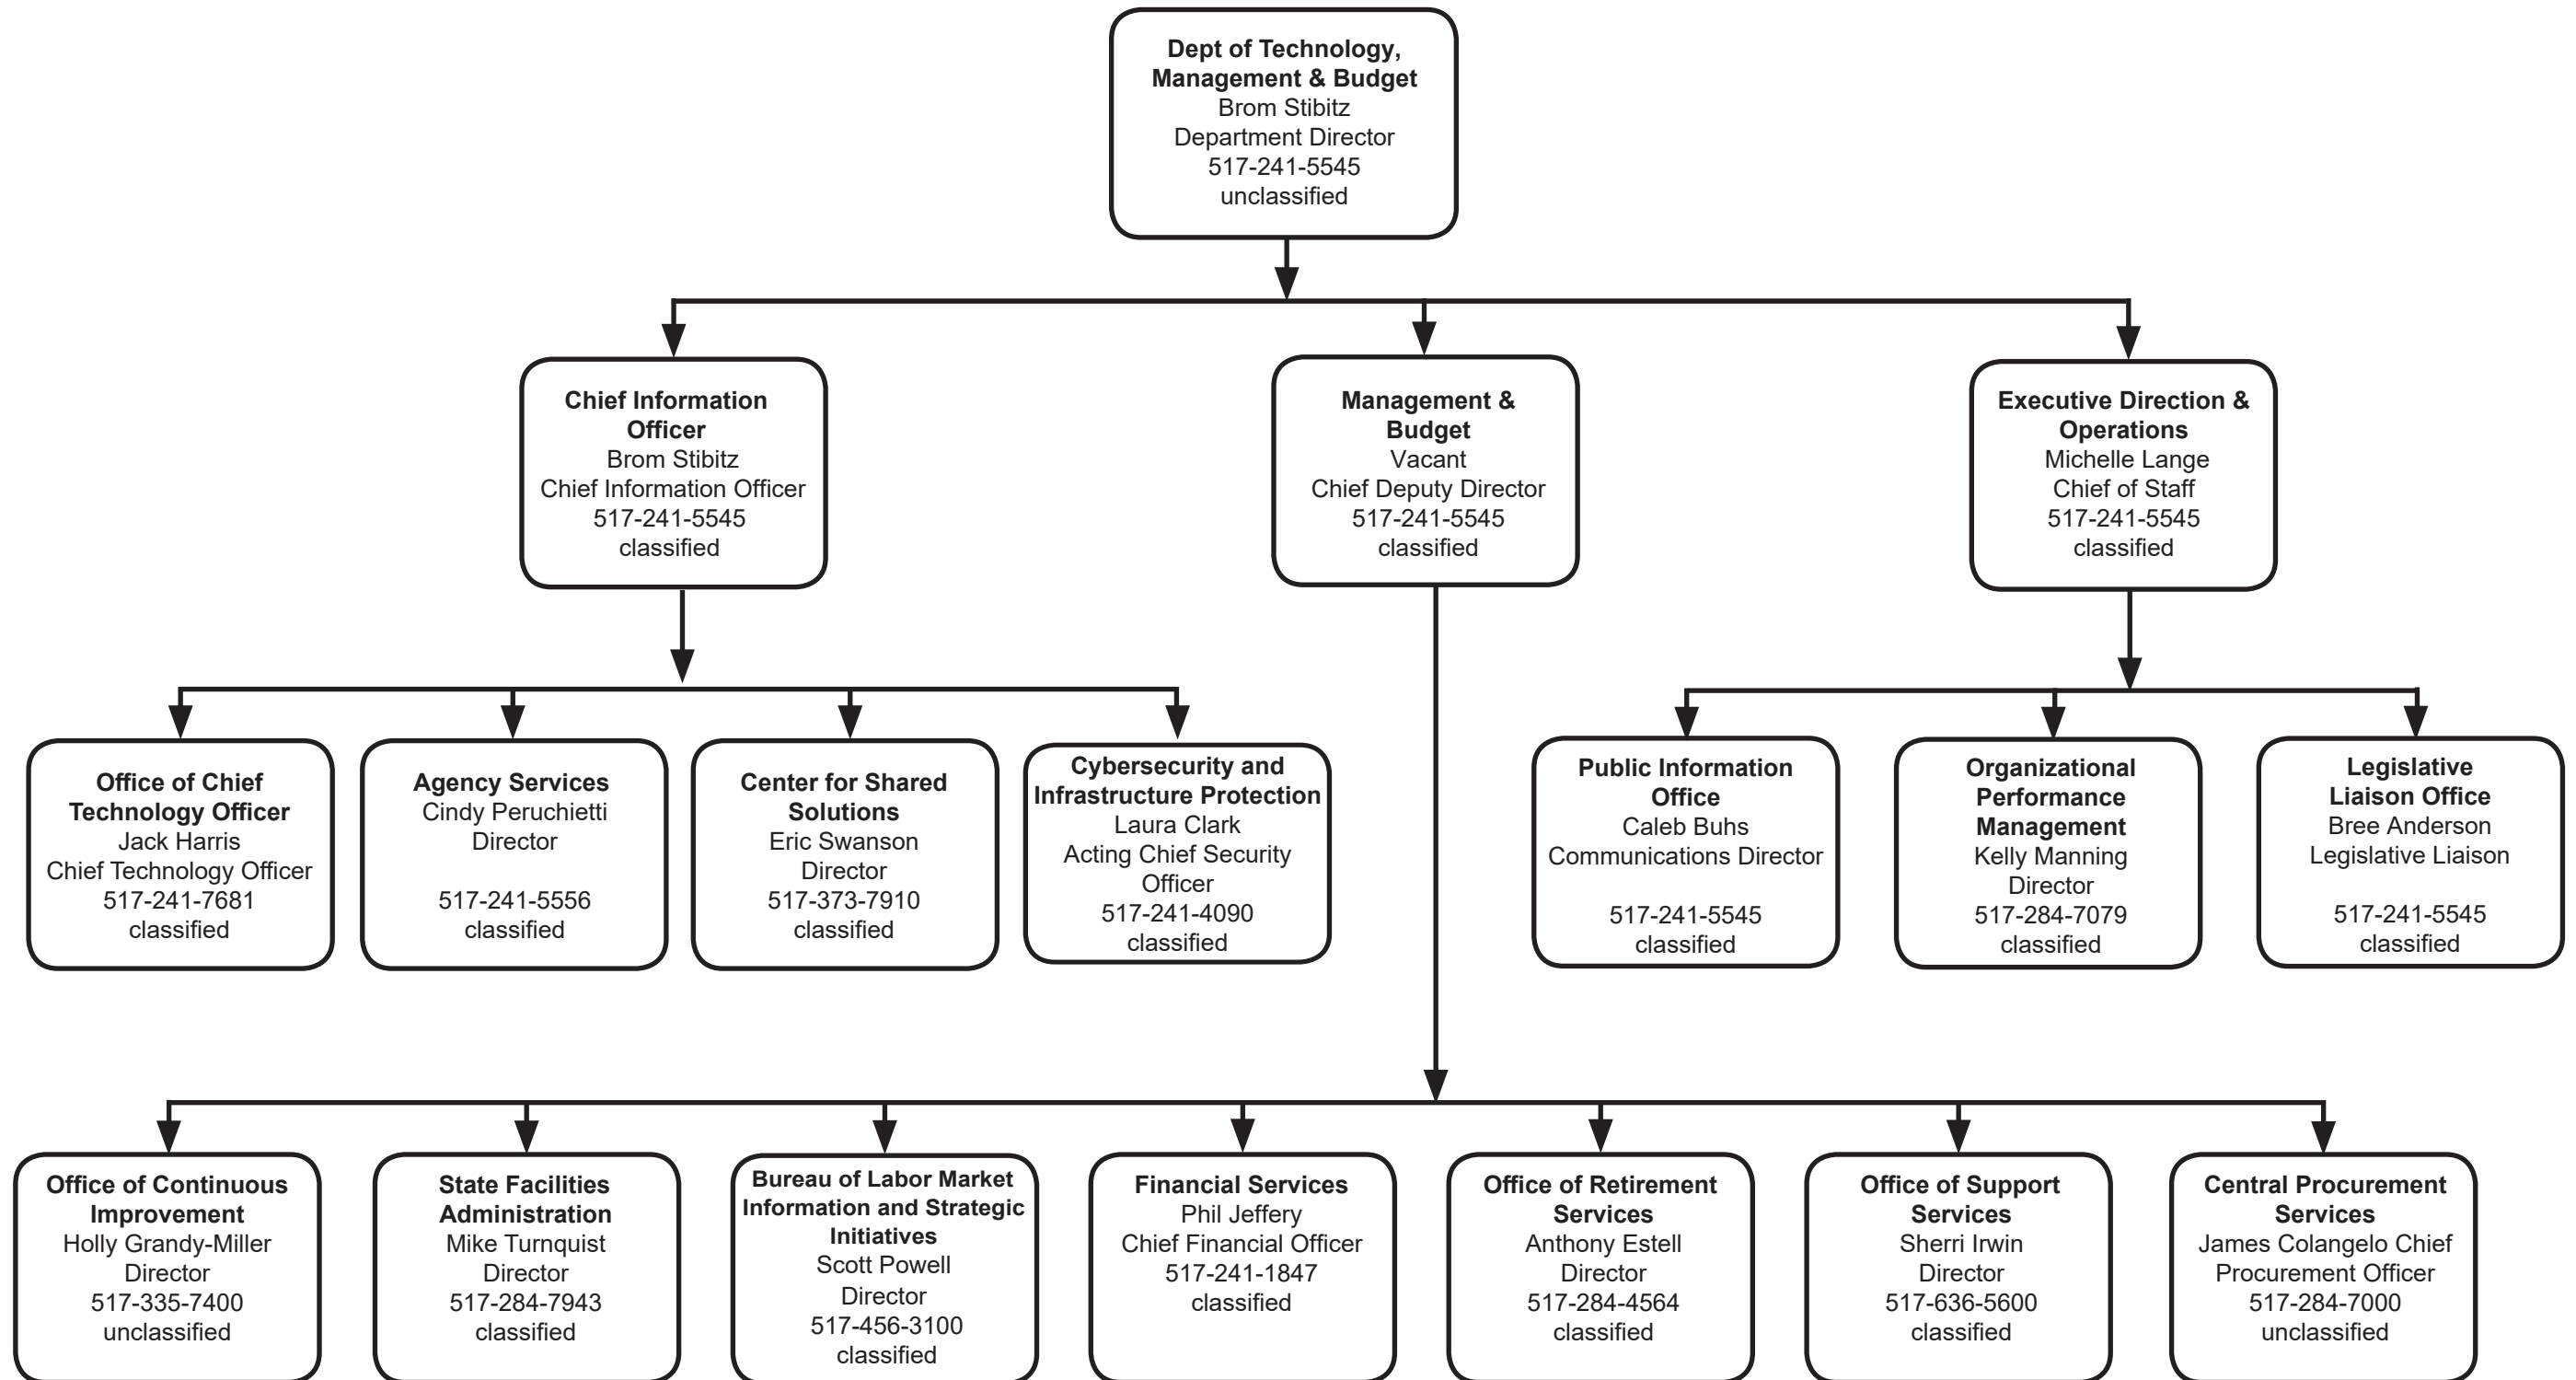 Dept of Technology,
Management & Budget
Brom Stibitz
Department Director
517-241-5545
unclassified
Chief Information
Officer
Brom Stibitz
Chief Information Officer
517-241-5545
classified
Management &
Budget
Vacant
Chief Deputy Director
517-241-5545
classified
Executive Direction &
Operations
Michelle Lange
Chief of Staff
517-241-5545
classified
Office of Chief
Technology Officer
Jack Harris
Chief Technology Officer
517-241-7681
classified
Agency Services
Cindy Peruchietti
Director
517-241-5556
classified
Center for Shared
Solutions
Eric Swanson
Director
517-373-7910
classified
Cybersecurity and
Infrastructure Protection
Laura Clark
Acting Chief Security
Officer
517-241-4090
classified
Public Information
Office
Caleb Buhs
Communications Director
517-241-5545
classified
Organizational
Performance
Management
Kelly Manning
Director
517-284-7079
classified
Legislative
Liaison Office
Bree Anderson
Legislative Liaison
517-241-5545
classified
Office of Continuous
Improvement
Holly Grandy-Miller
Director
517-335-7400
unclassified
State Facilities
Administration
Mike Turnquist
Director
517-284-7943
classified
Bureau of Labor Market
Information and Strategic
Initiatives
Scott Powell
Director
517-456-3100
classified
Financial Services
Phil Jeffery
Chief Financial Officer
517-241-1847
classified
Office of Retirement
Services
Anthony Estell
Director
517-284-4564
classified
Office of Support
Services
Sherri Irwin
Director
517-636-5600
classified
Central Procurement
Services
James Colangelo Chief
Procurement Officer
517-284-7000
unclassified